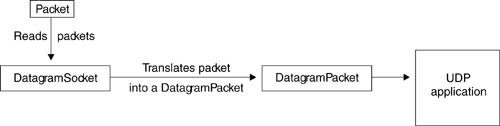 Packet
Reads packets
DatagramSocket
Translates packet
into a DatagramPacket
DatagramPacket
UDP
application